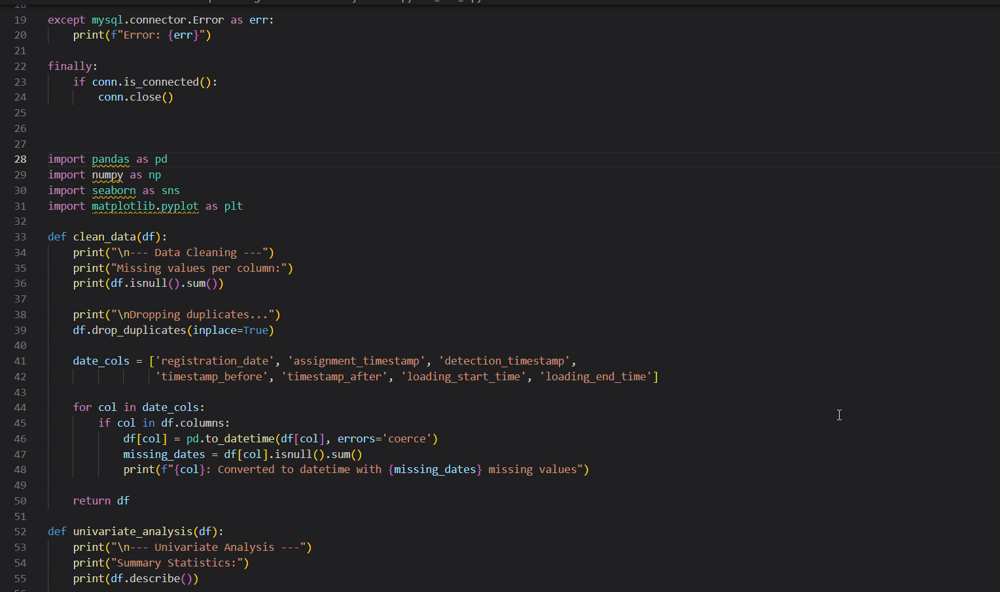 19 except mysql.connector.Error as err:
20     print(f"Error: {err}")
21
22 finally:
23     if conn.is_connected():
24         conn.close()
25
26
27
28 import pandas as pd
29 import numpy as np
30 import seaborn as sns
31 import matplotlib.pyplot as plt
32
33 def clean_data(df):
34     print("\n--- Data Cleaning ---")
35     print("Missing values per column:")
36     print(df.isnull().sum())
37
38     print("\nDropping duplicates...")
39     df.drop_duplicates(inplace=True)
40
41     date_cols = ['registration_date', 'assignment_timestamp', 'detection_timestamp',
42                  'timestamp_before', 'timestamp_after', 'loading_start_time', 'loading_end_time']
43
44     for col in date_cols:
45         if col in df.columns:
46             df[col] = pd.to_datetime(df[col], errors='coerce')
47             missing_dates = df[col].isnull().sum()
48             print(f"{col}: Converted to datetime with {missing_dates} missing values")
49
50     return df
51
52 def univariate_analysis(df):
53     print("\n--- Univariate Analysis ---")
54     print("Summary Statistics:")
55     print(df.describe())